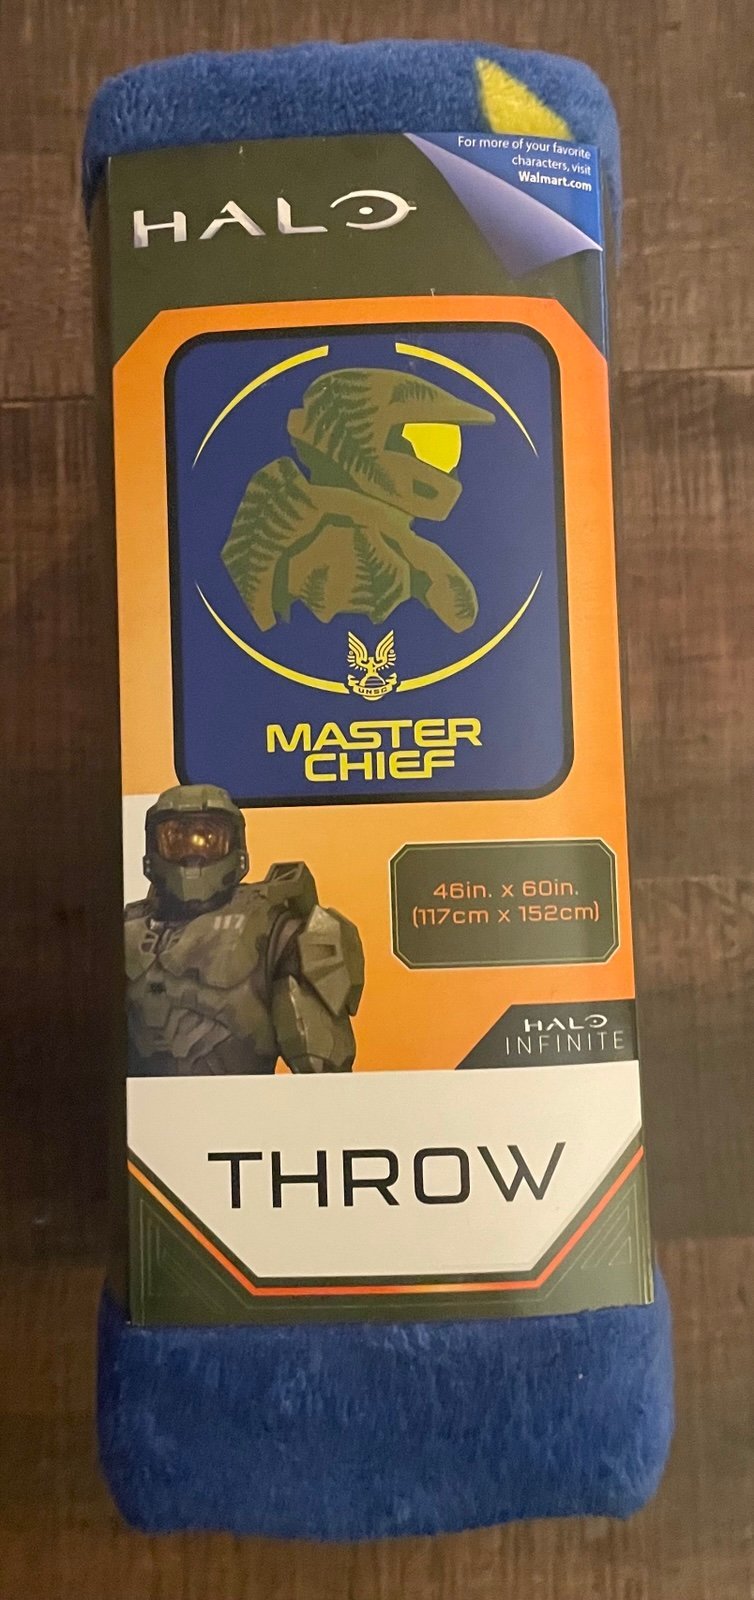 For more of your favorite
characters, visit
Walmart.com
HALO
UNSC
MASTER
CHIEF
117
46in. x 60in.
(117cm x 152cm)
HALO
INFINITE
THROW